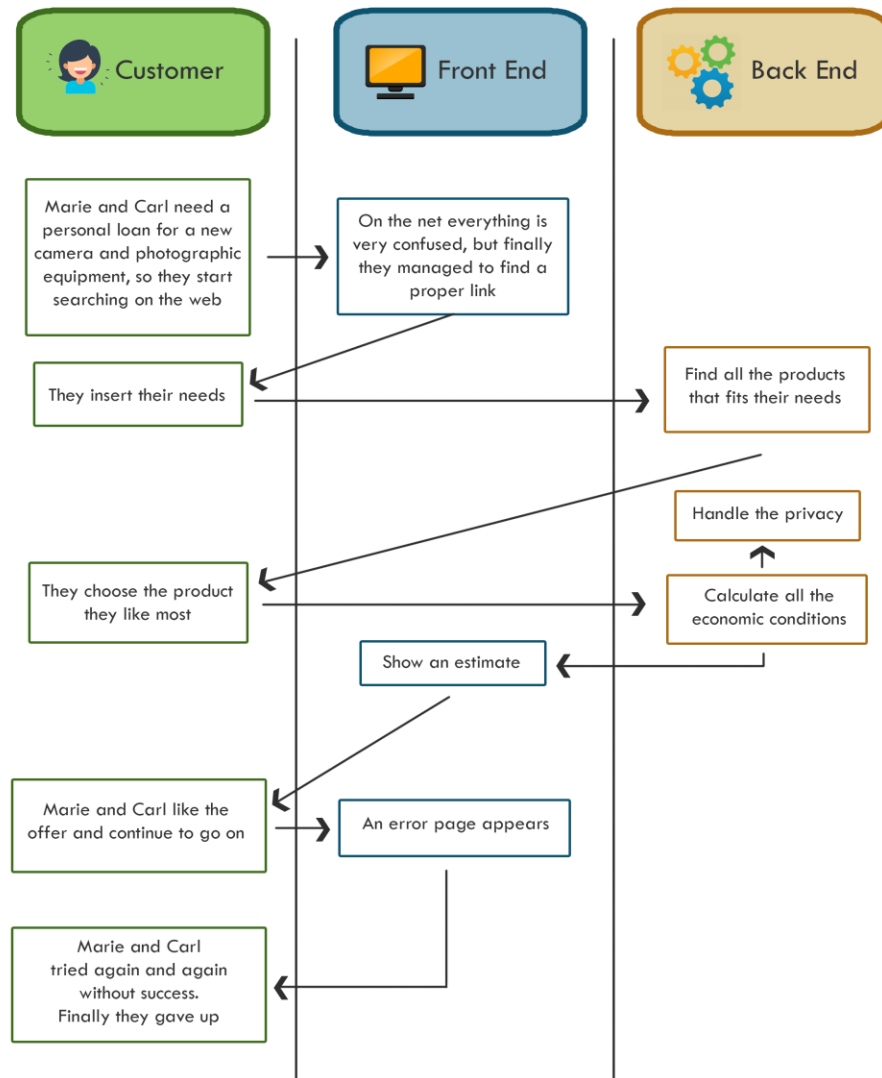 Customer
Front End
Back End
Marie and Carl need a
personal loan for a new
camera and photographic
equipment, so they start
searching on the web
On the net everything is
very confused, but finally
they managed to find a
proper link
They insert their needs
Find all the products
that fits their needs
Handle the privacy
They choose the product
they like most
Calculate all the
economic conditions
Show an estimate
Marie and Carl like the
offer and continue to go on
An error page appears
Marie and Carl
tried again and again
without success.
Finally they gave up